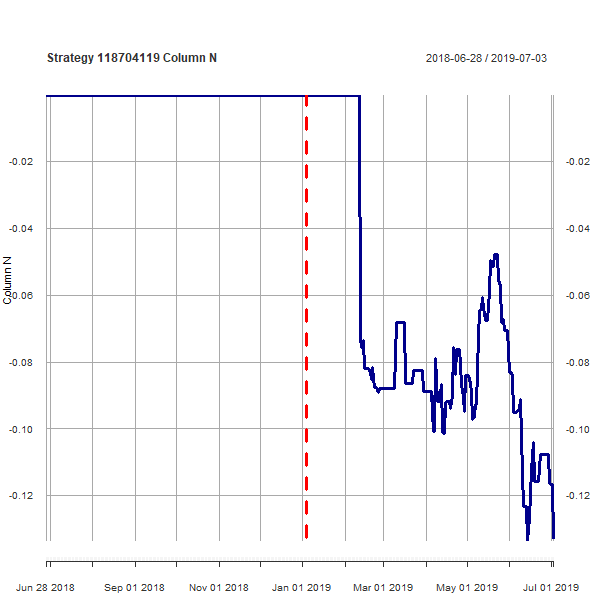 Strategy 118704119 Column N
2018-06-28 / 2019-07-03
-0.02
-0.02
-0.04
-0.04
Column N
-0.06
-0.06
-0.08
-0.08
-0.10
-0.10
-0.12
-0.12
Jun 28 2018
Sep 01 2018
Nov 01 2018
Jan 01 2019
Mar 01 2019
May 01 2019
Jul 01 2019